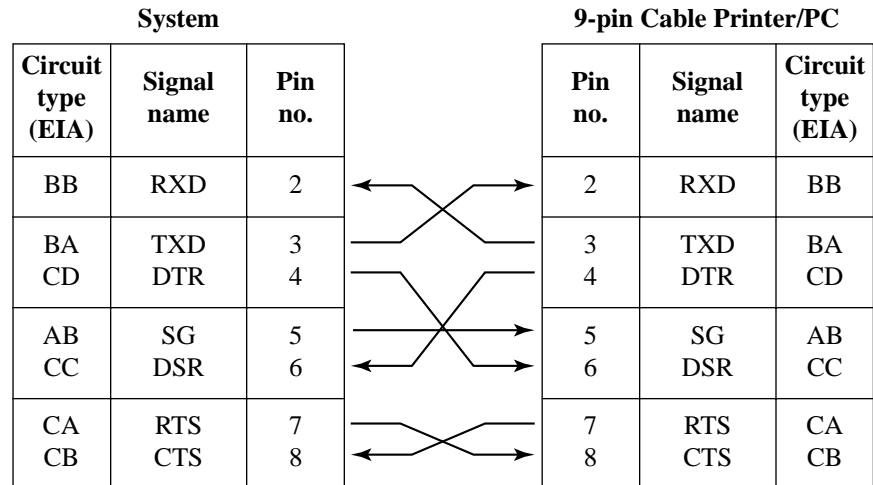 System 9-pin Cable Printer/PC
Circuit type (EIA) Signal name Pin no. Pin no. Signal name Circuit type (EIA)
BB RXD 2 2 RXD BB
BA TXD 3 3 TXD BA
CD DTR 4 4 DTR CD
AB SG 5 5 SG AB
CC DSR 6 6 DSR CC
CA RTS 7 7 RTS CA
CB CTS 8 8 CTS CB